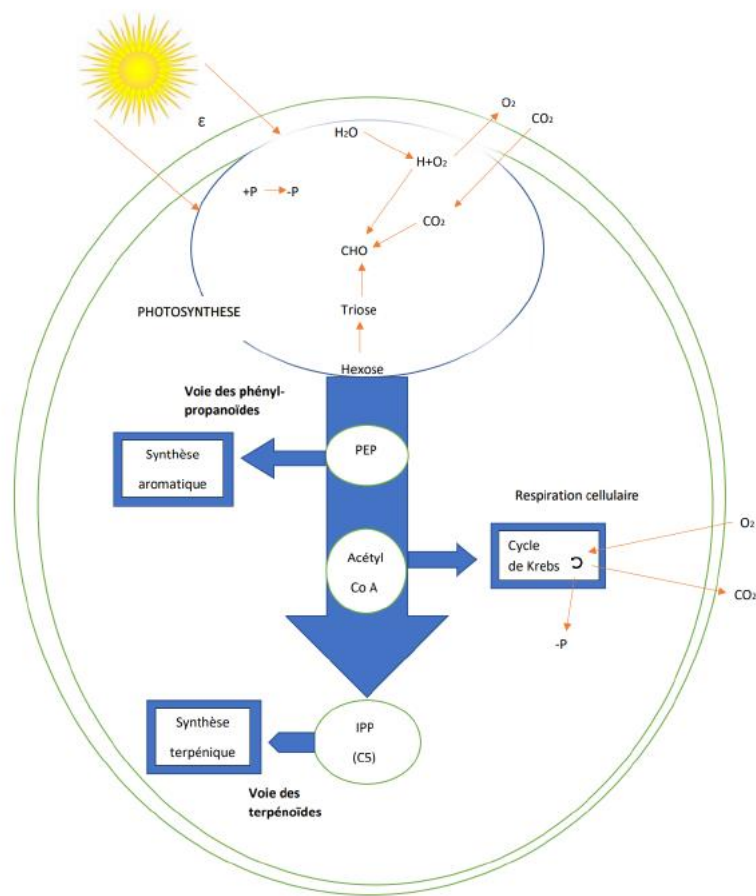 ε
O₂
CO₂
H₂O
H+O₂
+P
-P
CO₂
CHO
PHOTOSYNTHESE
Triose
Hexose
Voie des phényl-
propanoïdes
PEP
Synthèse
aromatique
Respiration cellulaire
O₂
Acétyl
Co A
Cycle
de Krebs
CO₂
-P
IPP
(C5)
Synthèse
terpénique
Voie des
terpénoïdes